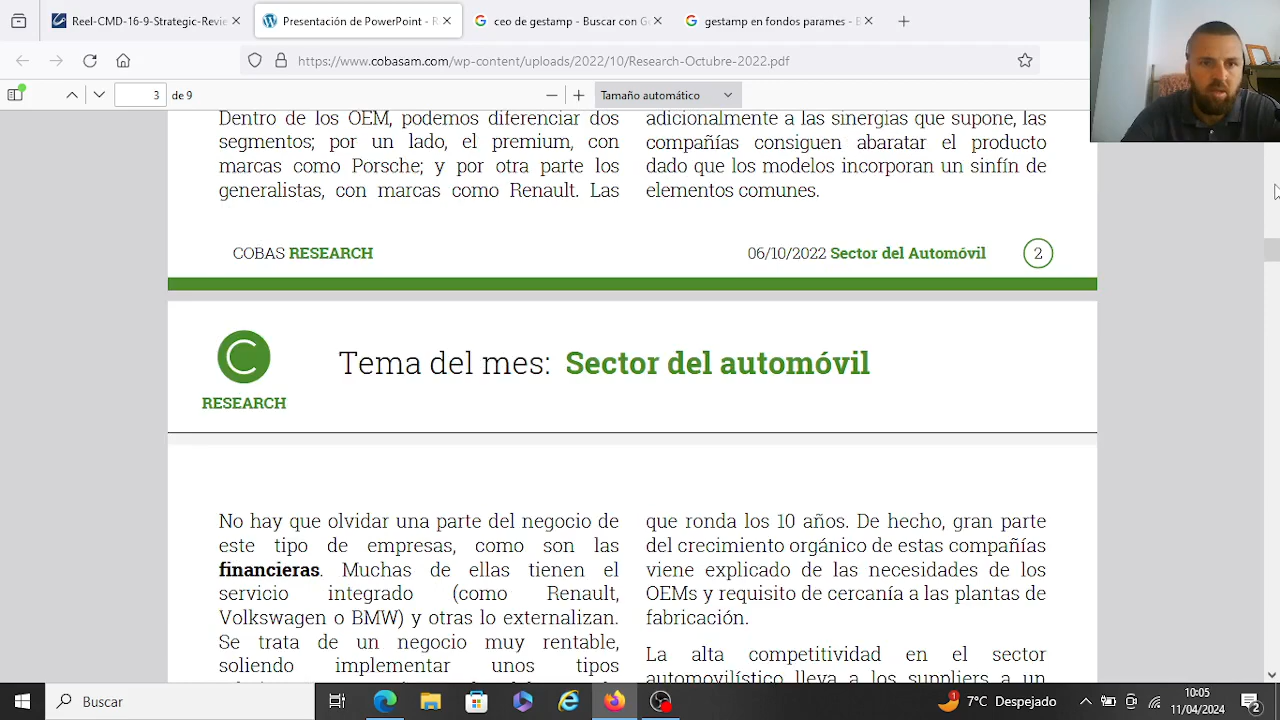 Reel-CMD-16-9-Strategic-Revie
Presentación de PowerPoint - R
ceo de gestamp - Buscar con G
gestamp en fondos parames - B
https://www.cobasam.com/wp-content/uploads/2022/10/Research-Octubre-2022.pdf
3 de 9
Tamaño automático
Dentro de los OEM, podemos diferenciar dos
segmentos; por un lado, el premium, con
marcas como Porsche; y por otra parte los
generalistas, con marcas como Renault. Las
adicionalmente a las sinergias que supone, las
compañías consiguen abaratar el producto
dado que los modelos incorporan un sinfín de
elementos comunes.
COBAS RESEARCH
06/10/2022 Sector del Automóvil
2
C
RESEARCH
Tema del mes: Sector del automóvil
No hay que olvidar una parte del negocio de
este tipo de empresas, como son las
financieras. Muchas de ellas tienen el
servicio integrado (como Renault,
Volkswagen o BMW) y otras lo externalizan.
Se trata de un negocio muy rentable,
soliendo implementar unos tipos
que ronda los 10 años. De hecho, gran parte
del crecimiento orgánico de estas compañías
viene explicado de las necesidades de los
OEMs y requisito de cercanía a las plantas de
fabricación.
La alta competitividad en el sector
automovilístico lleva a los suppliers a un
Buscar
1
7°C Despejado
10:05
11/04/2024
2